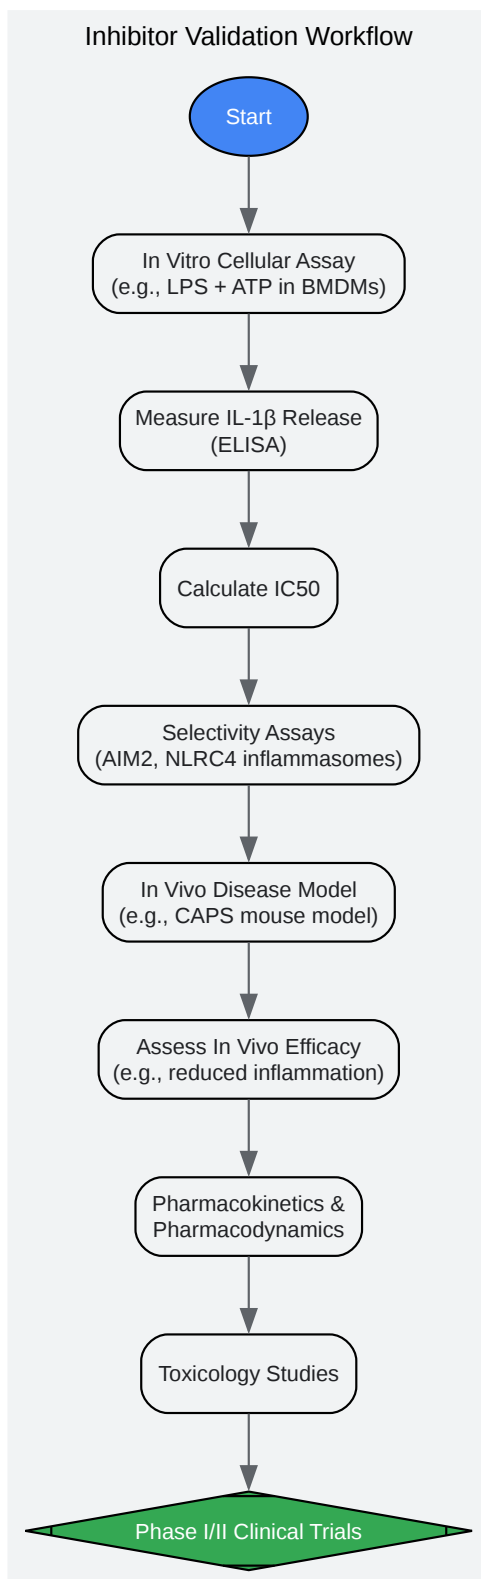 Inhibitor Validation Workflow
Start
In Vitro Cellular Assay
(e.g., LPS + ATP in BMDMs)
Measure IL-1β Release
(ELISA)
Calculate IC50
Selectivity Assays
(AIM2, NLRC4 inflammasomes)
In Vivo Disease Model
(e.g., CAPS mouse model)
Assess In Vivo Efficacy
(e.g., reduced inflammation)
Pharmacokinetics &
Pharmacodynamics
Toxicology Studies
Phase I/II Clinical Trials